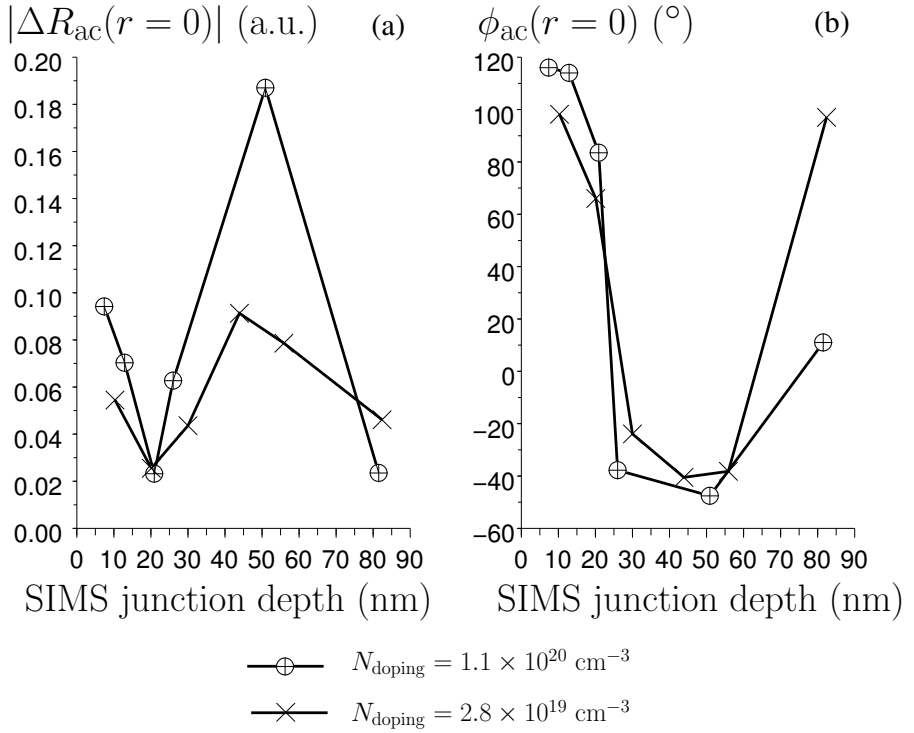 |ΔR_ac(r = 0)| (a.u.) (a)
0.20
0.18
0.16
0.14
0.12
0.10
0.08
0.06
0.04
0.02
0.00
0 10 20 30 40 50 60 70 80 90
SIMS junction depth (nm)
ϕ_ac(r = 0) (°) (b)
120
100
80
60
40
20
0
−20
−40
−60
0 10 20 30 40 50 60 70 80 90
SIMS junction depth (nm)
N_doping = 1.1 × 10^20 cm^−3
N_doping = 2.8 × 10^19 cm^−3